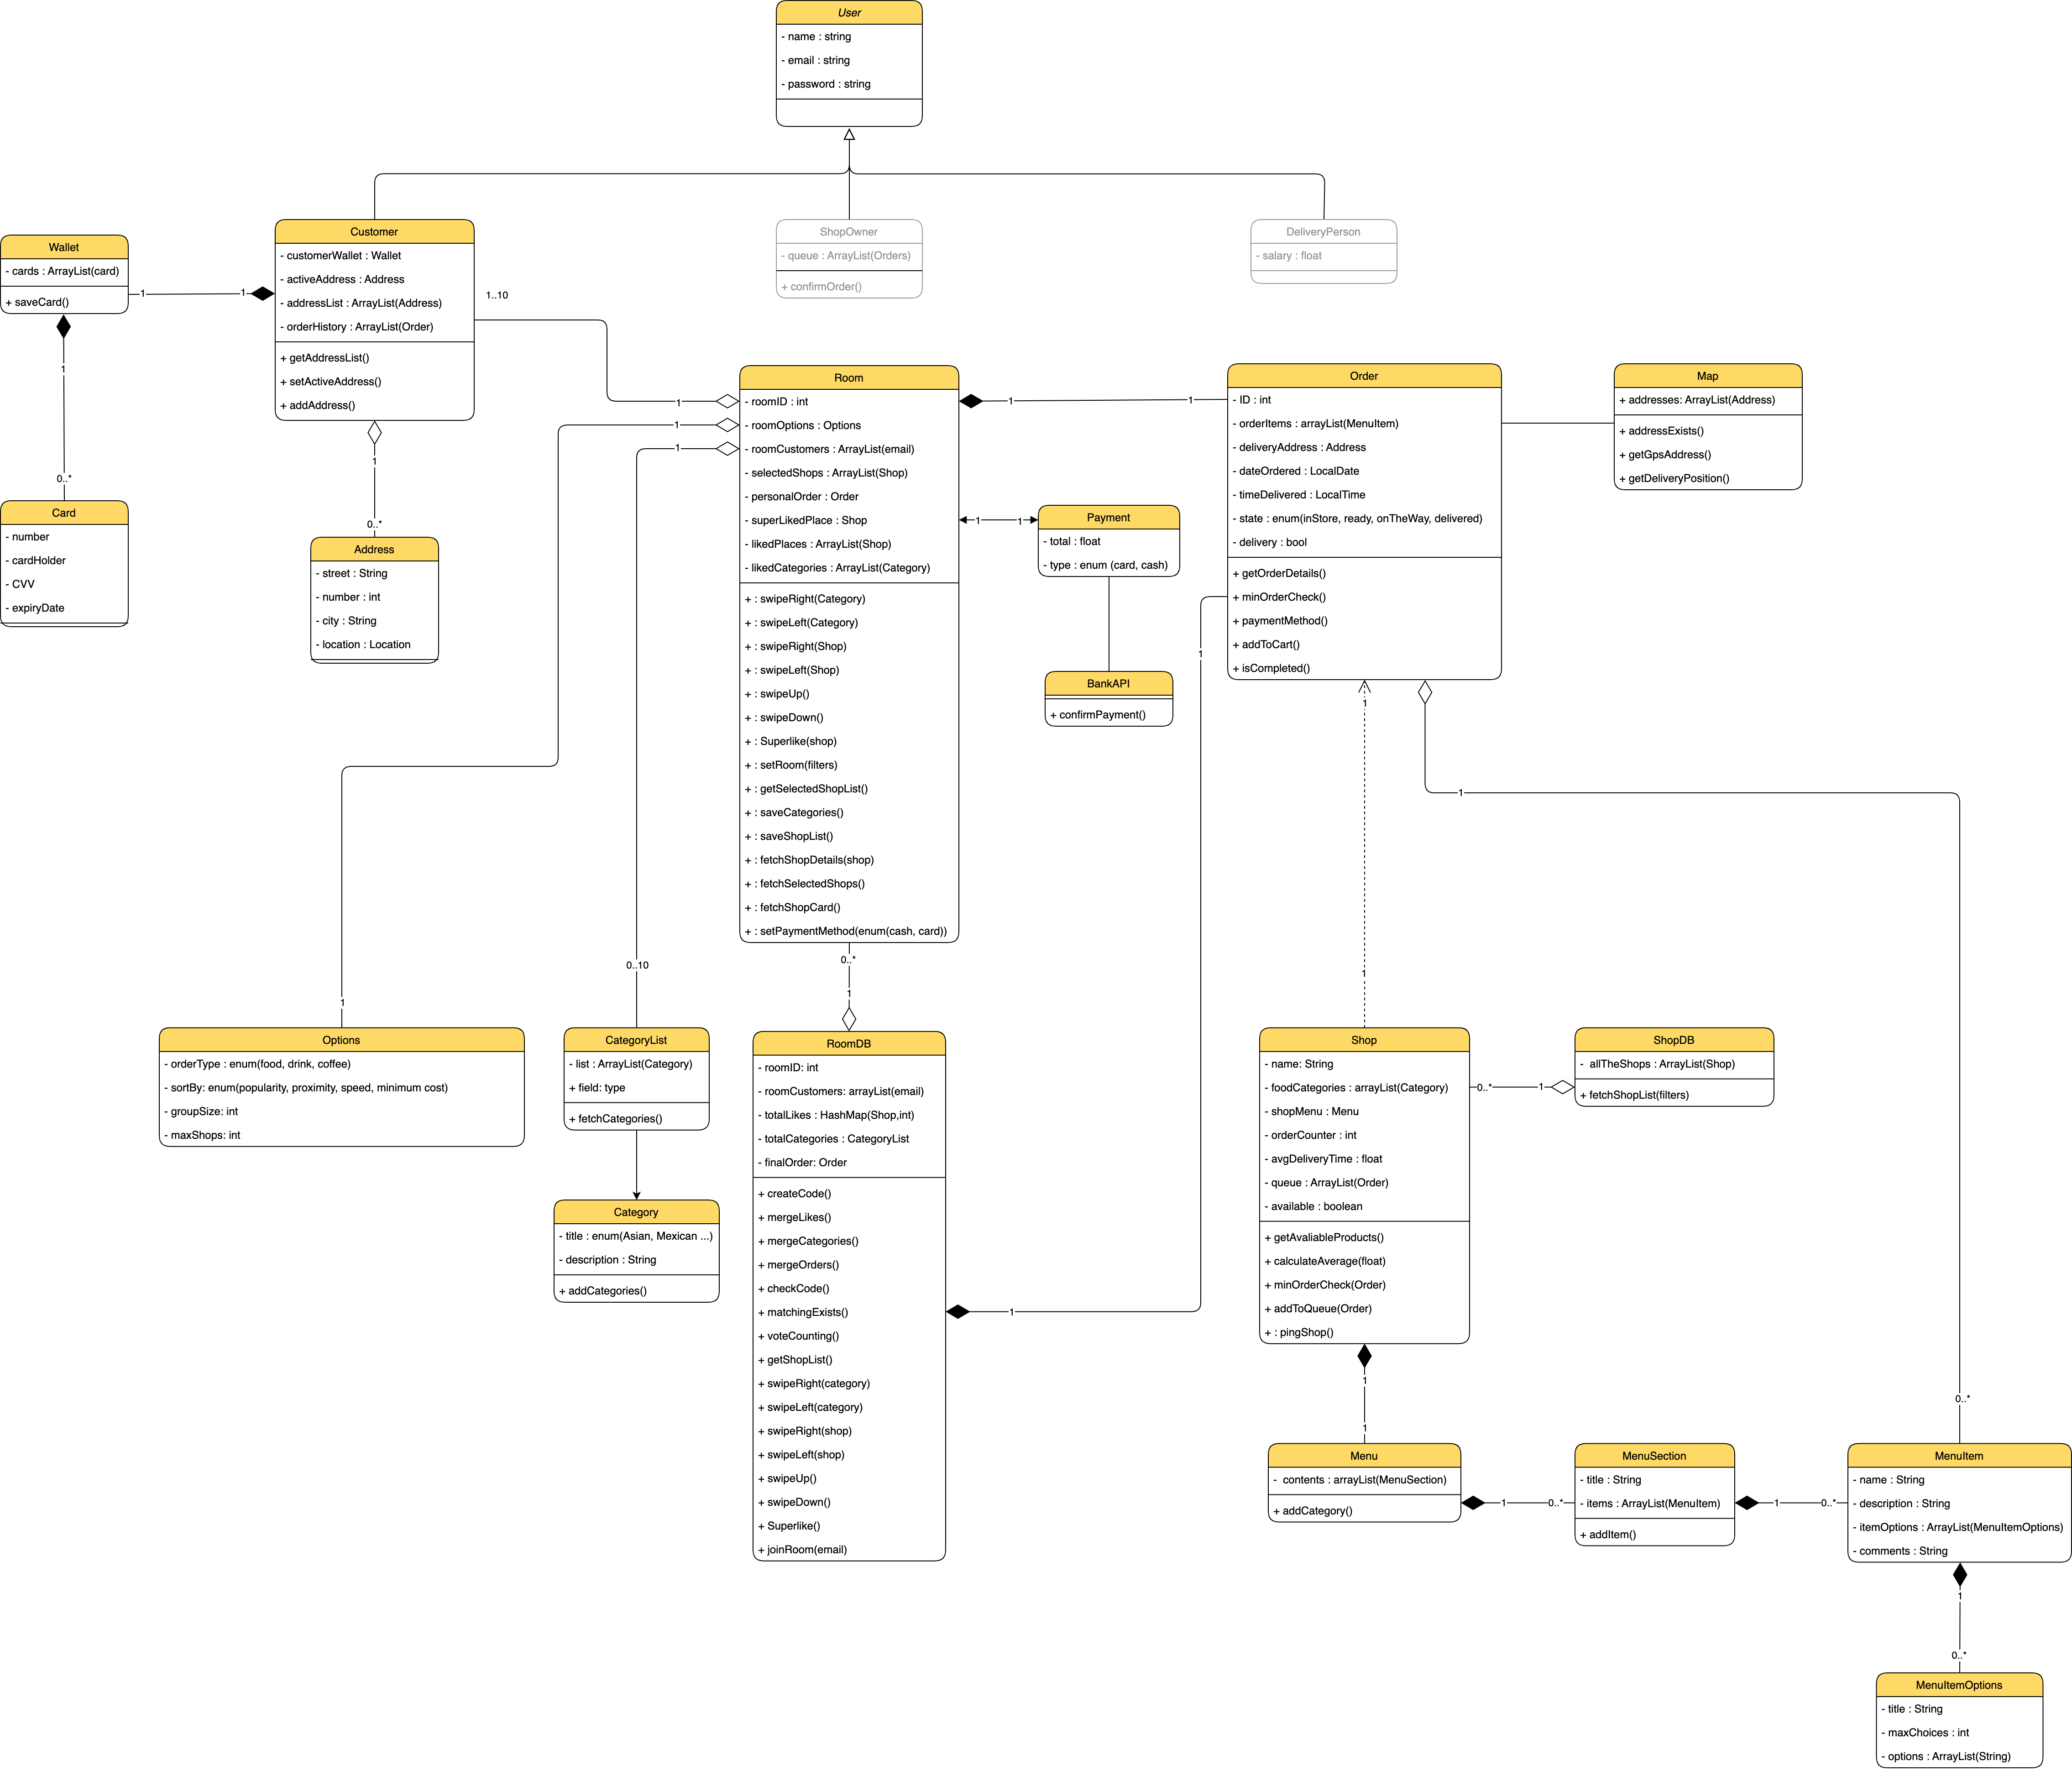 User
- name : string
- email : string
- password : string
Wallet
- cards : ArrayList(card)
+ saveCard()
1
1
Customer
- customerWallet : Wallet
- activeAddress : Address
- addressList : ArrayList(Address)
- orderHistory : ArrayList(Order)
+ getAddressList()
+ setActiveAddress()
+ addAddress()
1..10
1
ShopOwner
- queue : ArrayList(Orders)
+ confirmOrder()
DeliveryPerson
- salary : float
1
0..*
Card
- number
- cardHolder
- CVV
- expiryDate
1
0..*
Address
- street : String
- number : int
- city : String
- location : Location
1
1
Room
- roomID : int
- roomOptions : Options
- roomCustomers : ArrayList(email)
- selectedShops : ArrayList(Shop)
- personalOrder : Order
- superLikedPlace : Shop
- likedPlaces : ArrayList(Shop)
- likedCategories : ArrayList(Category)
+ : swipeRight(Category)
+ : swipeLeft(Category)
+ : swipeRight(Shop)
+ : swipeLeft(Shop)
+ : swipeUp()
+ : swipeDown()
+ : Superlike(shop)
+ : setRoom(filters)
+ : getSelectedShopList()
+ : saveCategories()
+ : saveShopList()
+ : fetchShopDetails(shop)
+ : fetchSelectedShops()
+ : fetchShopCard()
+ : setPaymentMethod(enum(cash, card))
1
1
1
1
Payment
- total : float
- type : enum (card, cash)
BankAPI
+ confirmPayment()
Order
- ID : int
- orderItems : arrayList(MenuItem)
- deliveryAddress : Address
- dateOrdered : LocalDate
- timeDelivered : LocalTime
- state : enum(inStore, ready, onTheWay, delivered)
- delivery : bool
+ getOrderDetails()
+ minOrderCheck()
+ paymentMethod()
+ addToCart()
+ isCompleted()
Map
+ addresses: ArrayList(Address)
+ addressExists()
+ getGpsAddress()
+ getDeliveryPosition()
1
1
1
1
0..10
0..*
1
1
1
Options
- orderType : enum(food, drink, coffee)
- sortBy: enum(popularity, proximity, speed, minimum cost)
- groupSize: int
- maxShops: int
CategoryList
- list : ArrayList(Category)
+ field: type
+ fetchCategories()
Category
- title : enum(Asian, Mexican ...)
- description : String
+ addCategories()
RoomDB
- roomID: int
- roomCustomers: arrayList(email)
- totalLikes : HashMap(Shop,int)
- totalCategories : CategoryList
- finalOrder: Order
+ createCode()
+ mergeLikes()
+ mergeCategories()
+ mergeOrders()
+ checkCode()
+ matchingExists()
+ voteCounting()
+ getShopList()
+ swipeRight(category)
+ swipeLeft(category)
+ swipeRight(shop)
+ swipeLeft(shop)
+ swipeUp()
+ swipeDown()
+ Superlike()
+ joinRoom(email)
Shop
- name: String
- foodCategories : arrayList(Category)
- shopMenu : Menu
- orderCounter : int
- avgDeliveryTime : float
- queue : ArrayList(Order)
- available : boolean
+ getAvaliableProducts()
+ calculateAverage(float)
+ minOrderCheck(Order)
+ addToQueue(Order)
+ : pingShop()
0..*
1
ShopDB
- allTheShops : ArrayList(Shop)
+ fetchShopList(filters)
1
1
1
0..*
Menu
- contents : arrayList(MenuSection)
+ addCategory()
1
0..*
MenuSection
- title : String
- items : ArrayList(MenuItem)
+ addItem()
1
0..*
MenuItem
- name : String
- description : String
- itemOptions : ArrayList(MenuItemOptions)
- comments : String
1
0..*
MenuItemOptions
- title : String
- maxChoices : int
- options : ArrayList(String)